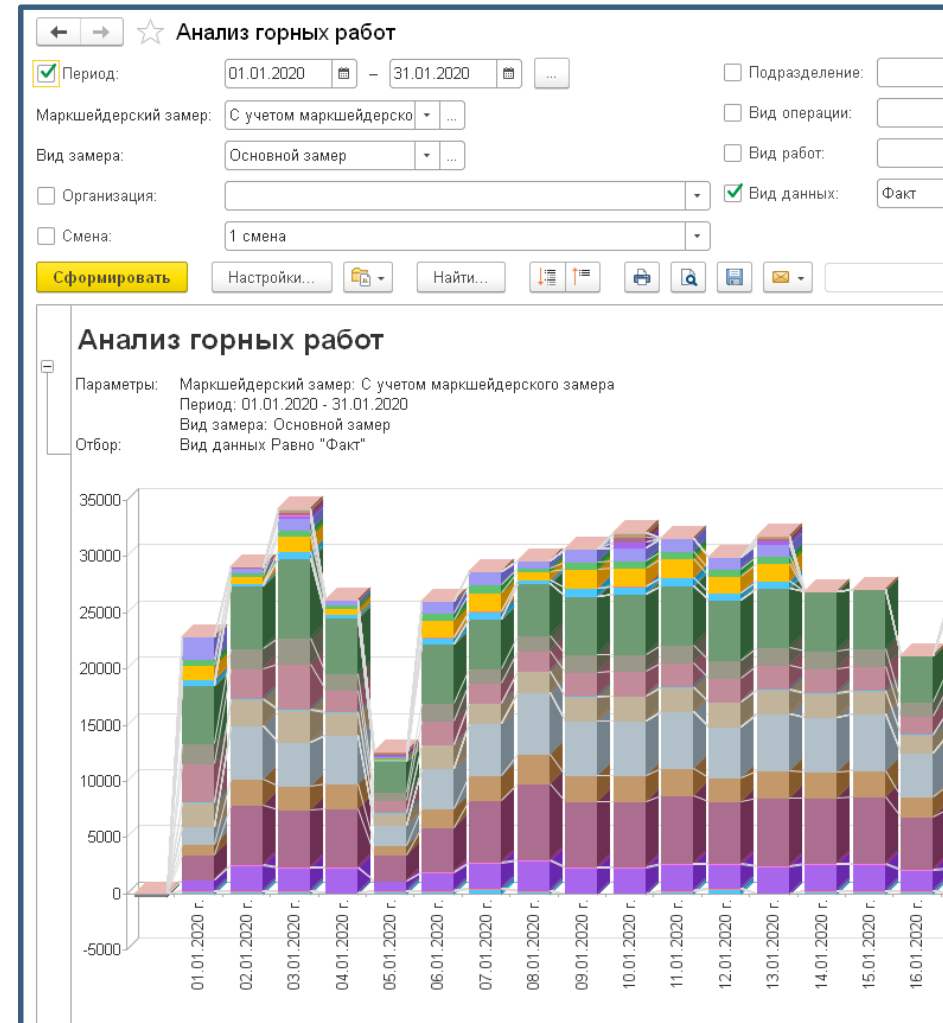 Анализ горных работ
Период: 01.01.2020 – 31.01.2020 ... Подразделение:
Маркшейдерский замер: С учетом маркшейдерско ... Вид операции:
Вид замера: Основной замер ... Вид работ:
Организация: Вид данных: Факт
Смена: 1 смена
Сформировать Настройки... Найти...
Анализ горных работ
Параметры: Маркшейдерский замер: С учетом маркшейдерского замера
Период: 01.01.2020 - 31.01.2020
Вид замера: Основной замер
Отбор: Вид данных Равно "Факт"
35000
30000
25000
20000
15000
10000
5000
0
-5000
01.01.2020 г.
02.01.2020 г.
03.01.2020 г.
04.01.2020 г.
05.01.2020 г.
06.01.2020 г.
07.01.2020 г.
08.01.2020 г.
09.01.2020 г.
10.01.2020 г.
11.01.2020 г.
12.01.2020 г.
13.01.2020 г.
14.01.2020 г.
15.01.2020 г.
16.01.2020 г.